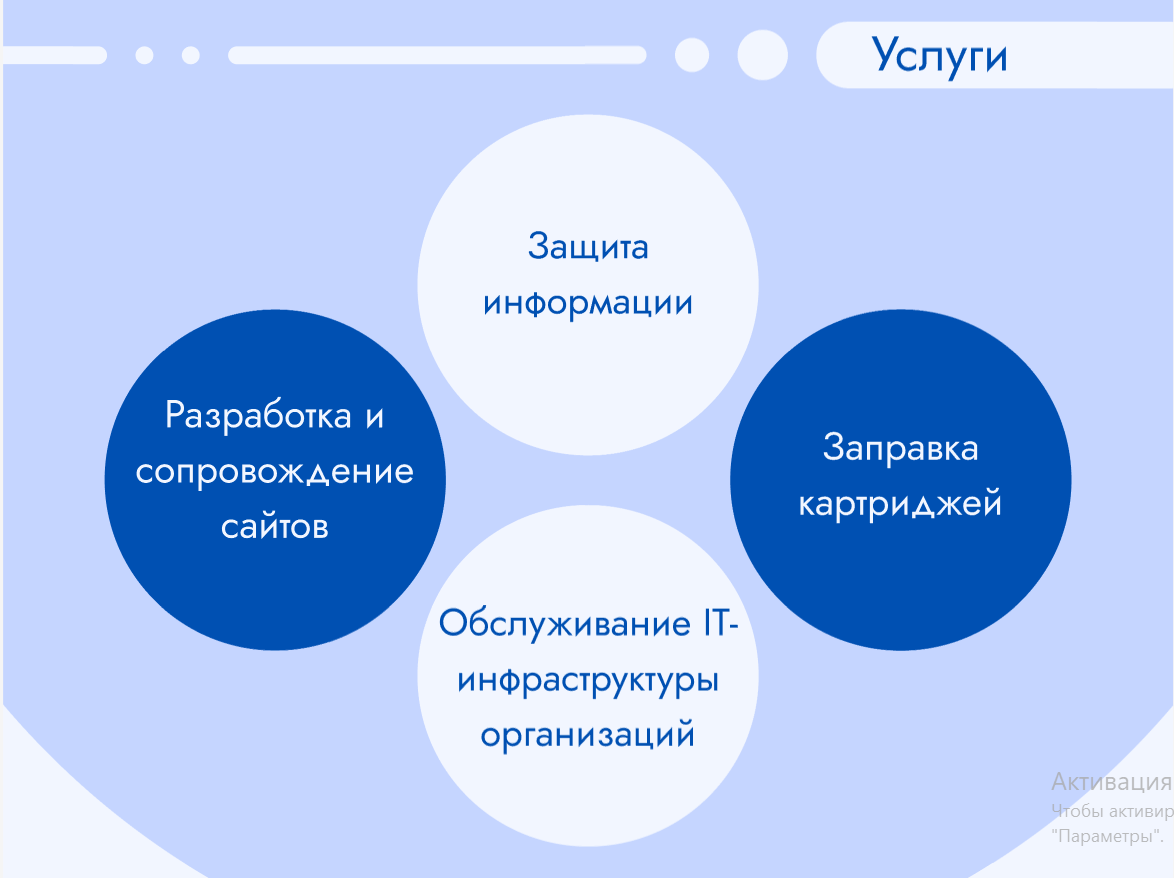 Услуги
Защита
информации
Разработка и
сопровождение
сайтов
Заправка
картриджей
Обслуживание IT-
инфраструктуры
организаций
Активация
Чтобы активир
"Параметры".